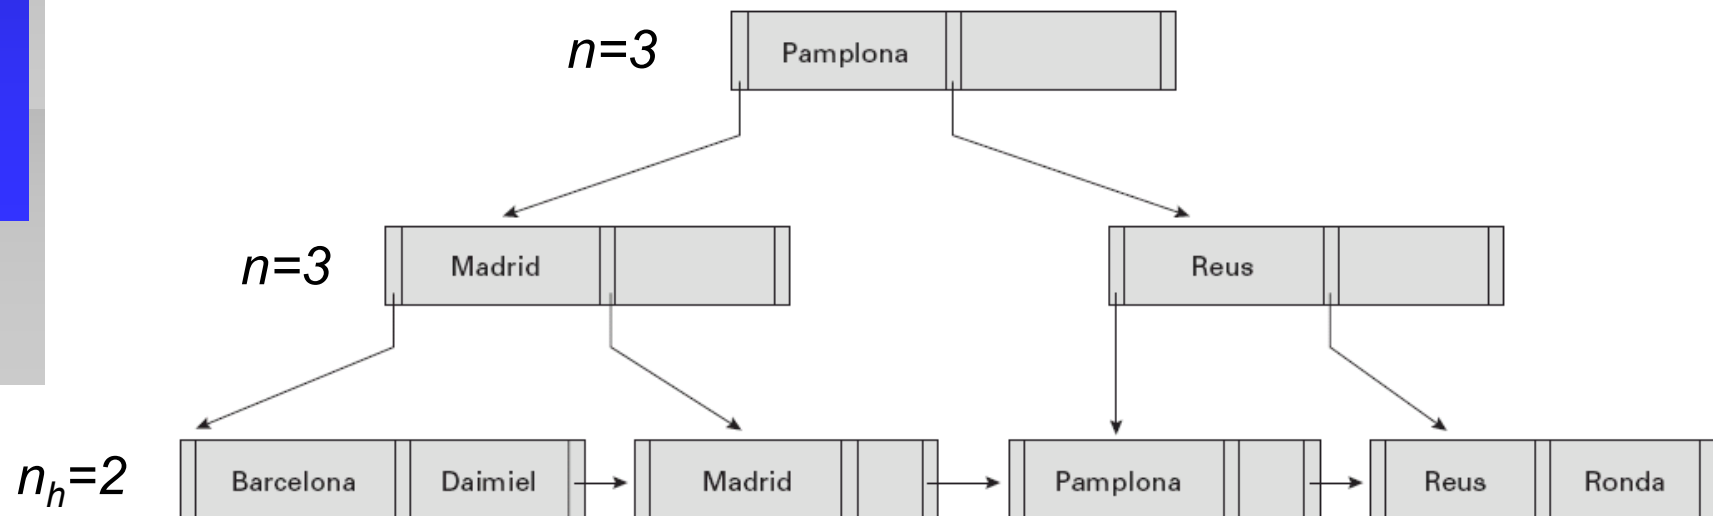 n=3 Pamplona
n=3 Madrid Reus
n_h=2 Barcelona Daimiel Madrid Pamplona Reus Ronda